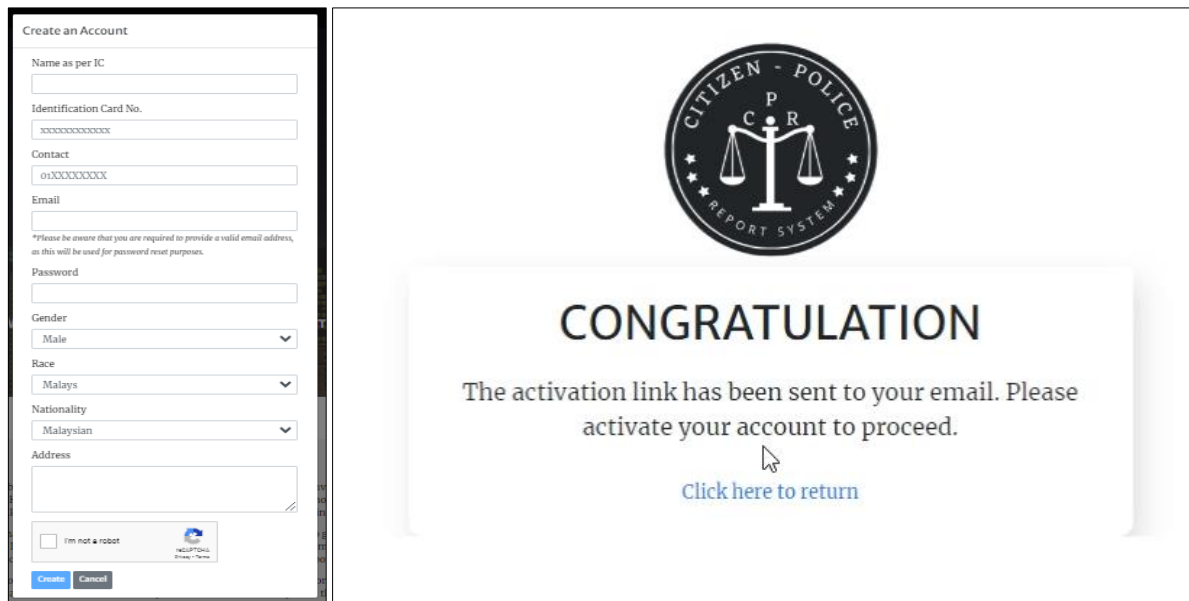 Create an Account
Name as per IC
Identification Card No.
xxxxxxxxxxxx
Contact
01XXXXXXXX
Email
*Please be aware that you are required to provide a valid email address,
as this will be used for password reset purposes.
Password
Gender
Male
Race
Malays
Nationality
Malaysian
Address
I'm not a robot
reCAPTCHA
Privacy - Terms
Create Cancel
CITIZEN - POLICE
C P R
REPORT SYSTEM
CONGRATULATION
The activation link has been sent to your email. Please
activate your account to proceed.
Click here to return